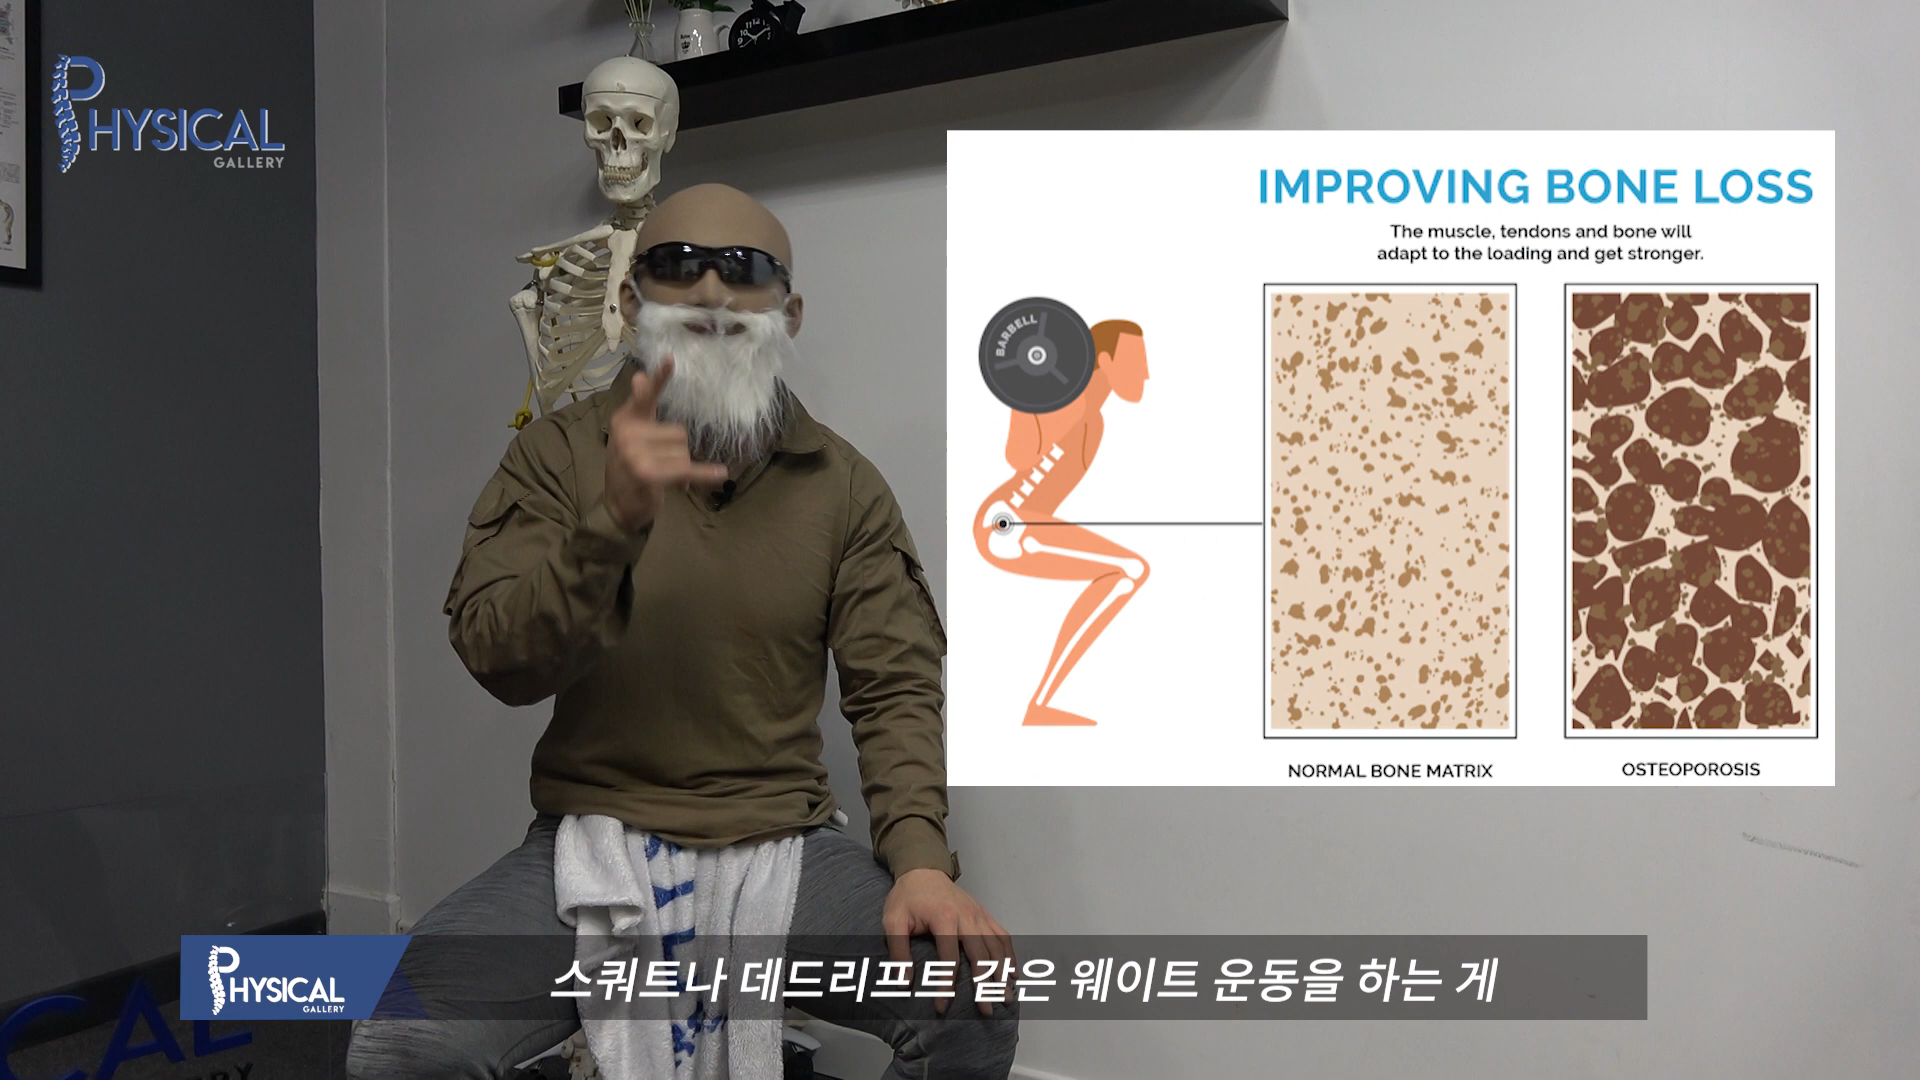 PHYSICAL
GALLERY
IMPROVING BONE LOSS
The muscle, tendons and bone will
adapt to the loading and get stronger.
BARBELL
NORMAL BONE MATRIX
OSTEOPOROSIS
PHYSICAL
GALLERY
스쿼트나 데드리프트 같은 웨이트 운동을 하는 게
CAL